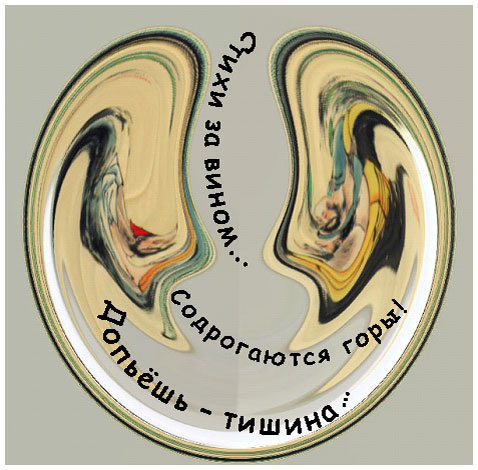 Стихи за вином...
Содрогаются горы!
Допьёшь - тишина...